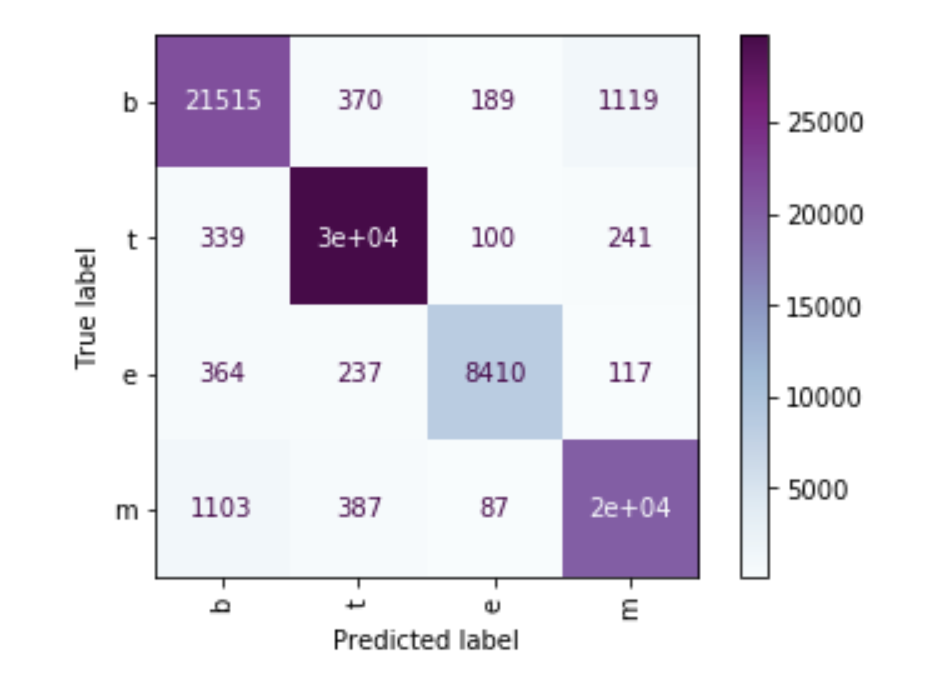 b 21515 370 189 1119
t 339 3e+04 100 241
e 364 237 8410 117
m 1103 387 87 2e+04
b t e m
Predicted label
True label
25000
20000
15000
10000
5000